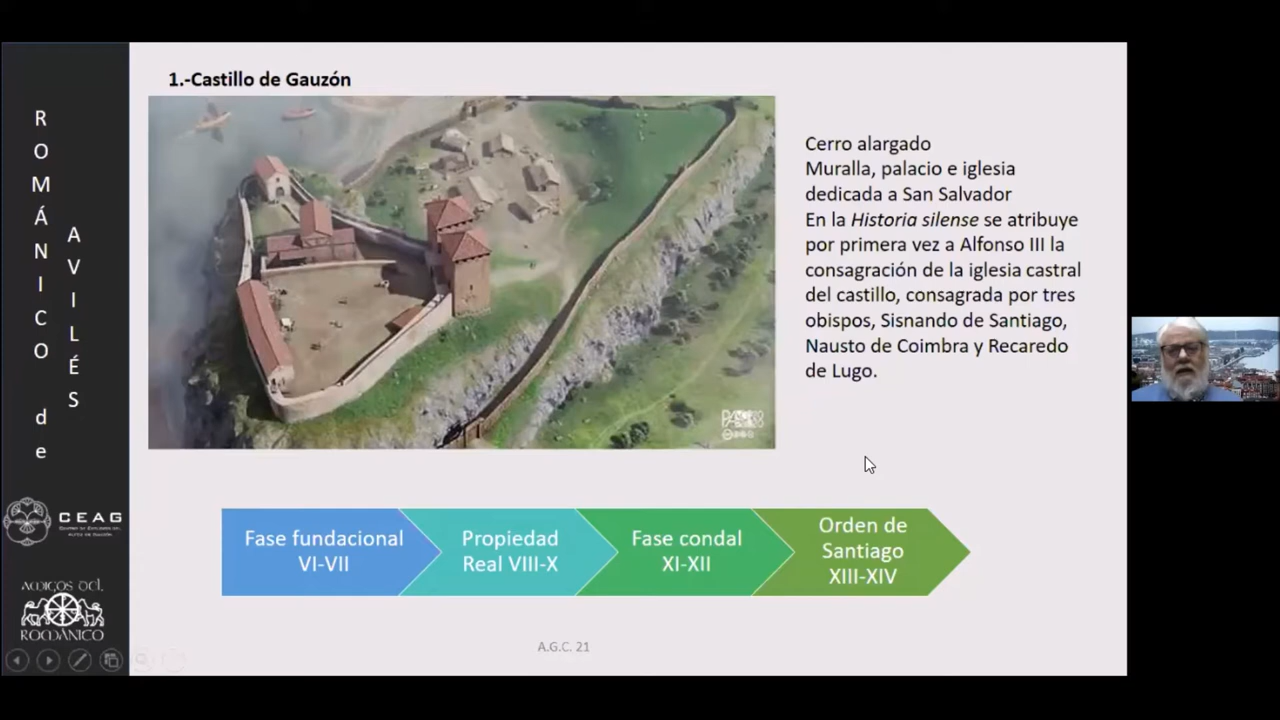 ROMÁNICO de
AVILÉS
1.-Castillo de Gauzón
Cerro alargado
Muralla, palacio e iglesia
dedicada a San Salvador
En la Historia silense se atribuye
por primera vez a Alfonso III la
consagración de la iglesia castral
del castillo, consagrada por tres
obispos, Sisnando de Santiago,
Nausto de Coimbra y Recaredo
de Lugo.
Fase fundacional
VI-VII
Propiedad
Real VIII-X
Fase condal
XI-XII
Orden de
Santiago
XIII-XIV
CEAG
AMIGOS DEL
ROMÁNICO
A.G.C. 21